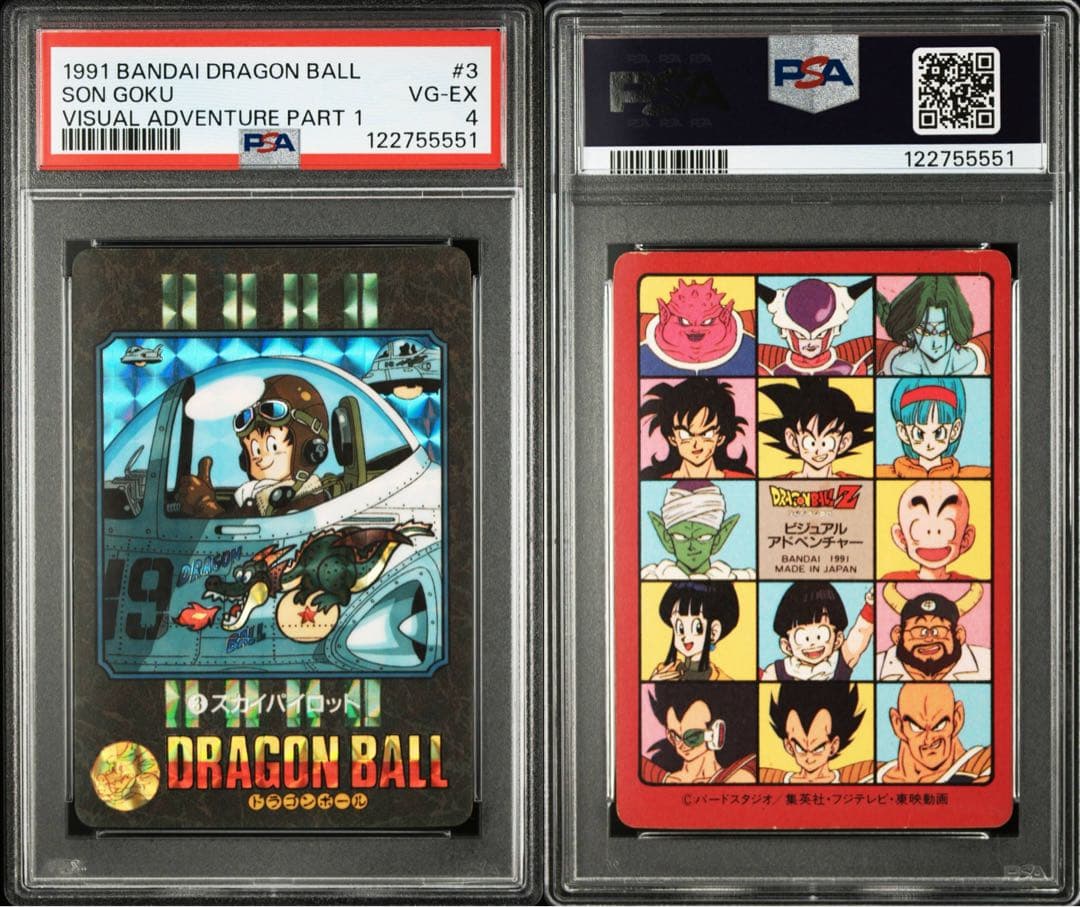 1991 BANDAI DRAGON BALL #3
SON GOKU VG-EX
VISUAL ADVENTURE PART 1 4
PSA 122755551
19
DRAGON
BALL
③スカイパイロット
DRAGON BALL
ドラゴンボール
PSA
PSA
122755551
DRAGON BALL Z
ビジュアル
アドベンチャー
BANDAI 1991
MADE IN JAPAN
©バードスタジオ/集英社・フジテレビ・東映動画
PSA